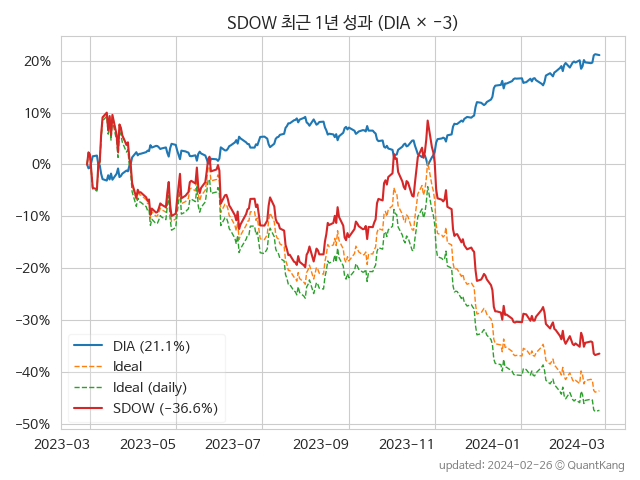 SDOW 최근 1년 성과 (DIA × −3)
20%
10%
0%
−10%
−20%
−30%
−40%
−50%
DIA (21.1%)
Ideal
Ideal (daily)
SDOW (−36.6%)
2023−03 2023−05 2023−07 2023−09 2023−11 2024−01 2024−03
updated: 2024−02−26 © QuantKang